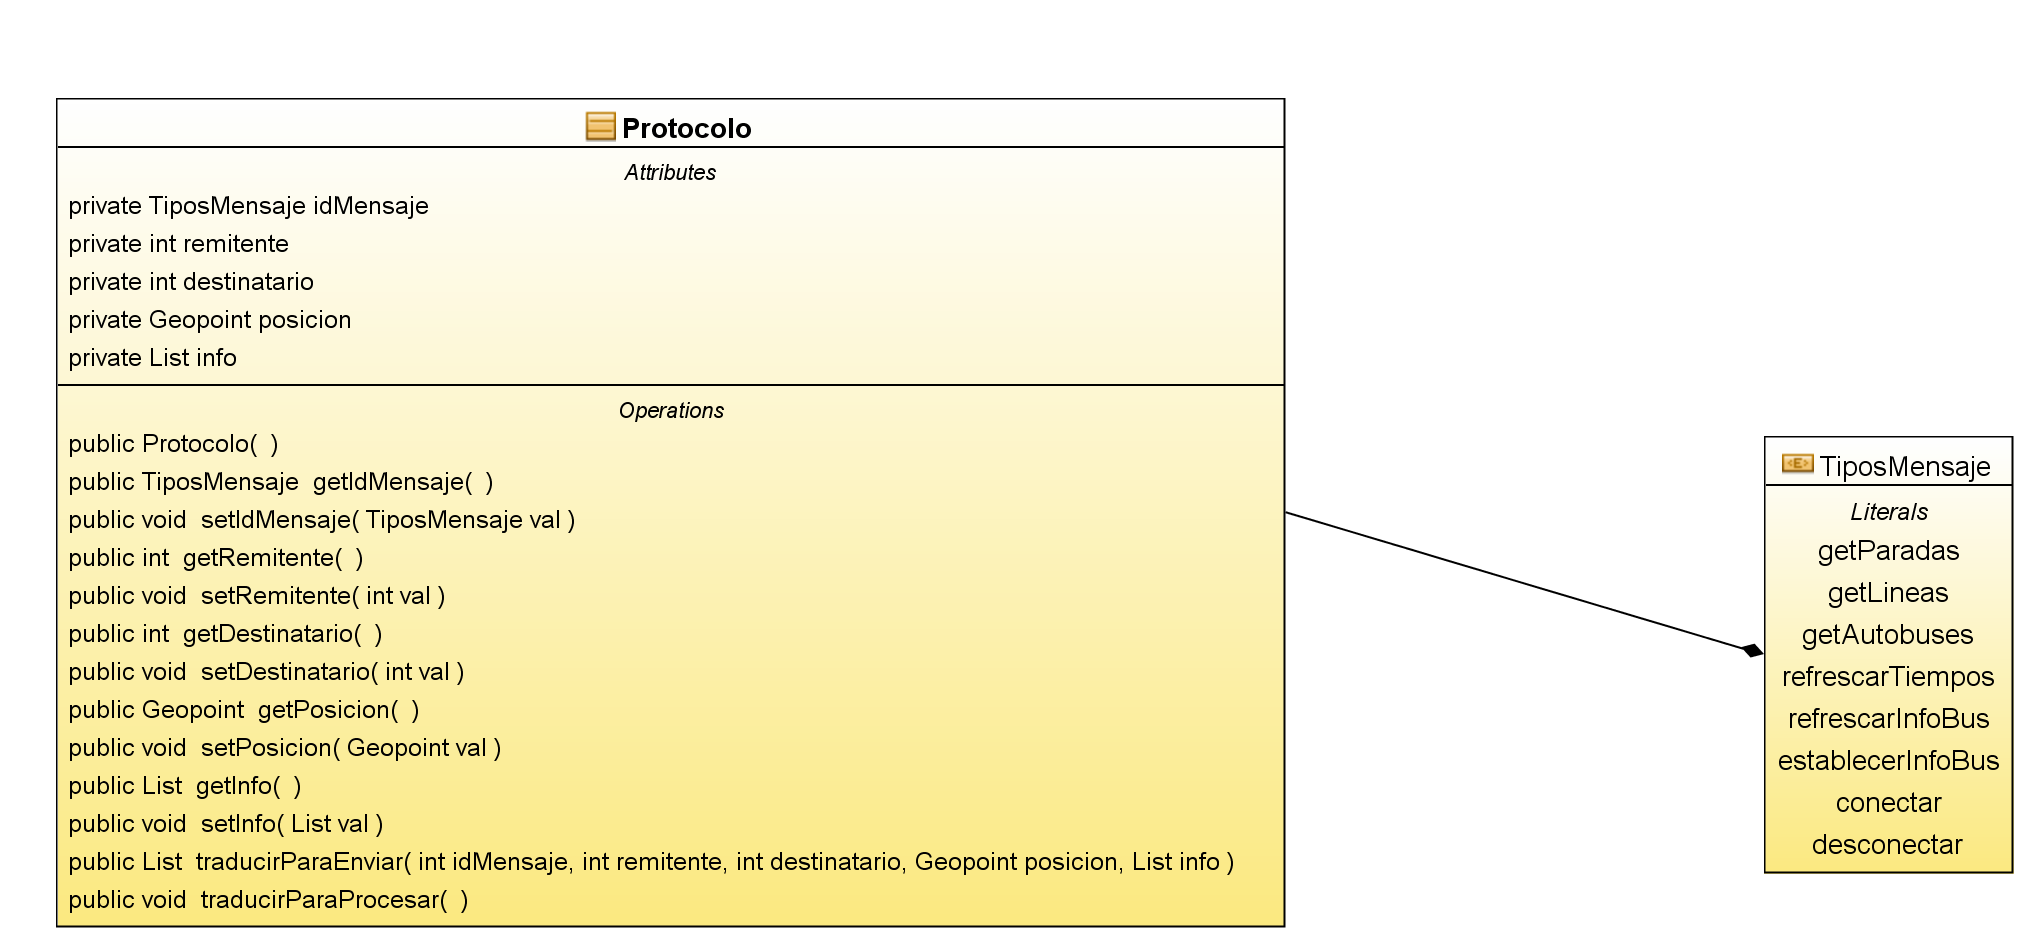 Protocolo
Attributes
private TiposMensaje idMensaje
private int remitente
private int destinatario
private Geopoint posicion
private List info
Operations
public Protocolo(  )
public TiposMensaje  getIdMensaje(  )
public void  setIdMensaje( TiposMensaje val )
public int  getRemitente(  )
public void  setRemitente( int val )
public int  getDestinatario(  )
public void  setDestinatario( int val )
public Geopoint  getPosicion(  )
public void  setPosicion( Geopoint val )
public List  getInfo(  )
public void  setInfo( List val )
public List  traducirParaEnviar( int idMensaje, int remitente, int destinatario, Geopoint posicion, List info )
public void  traducirParaProcesar(  )
<E> TiposMensaje
Literals
getParadas
getLineas
getAutobuses
refrescarTiempos
refrescarInfoBus
establecerInfoBus
conectar
desconectar